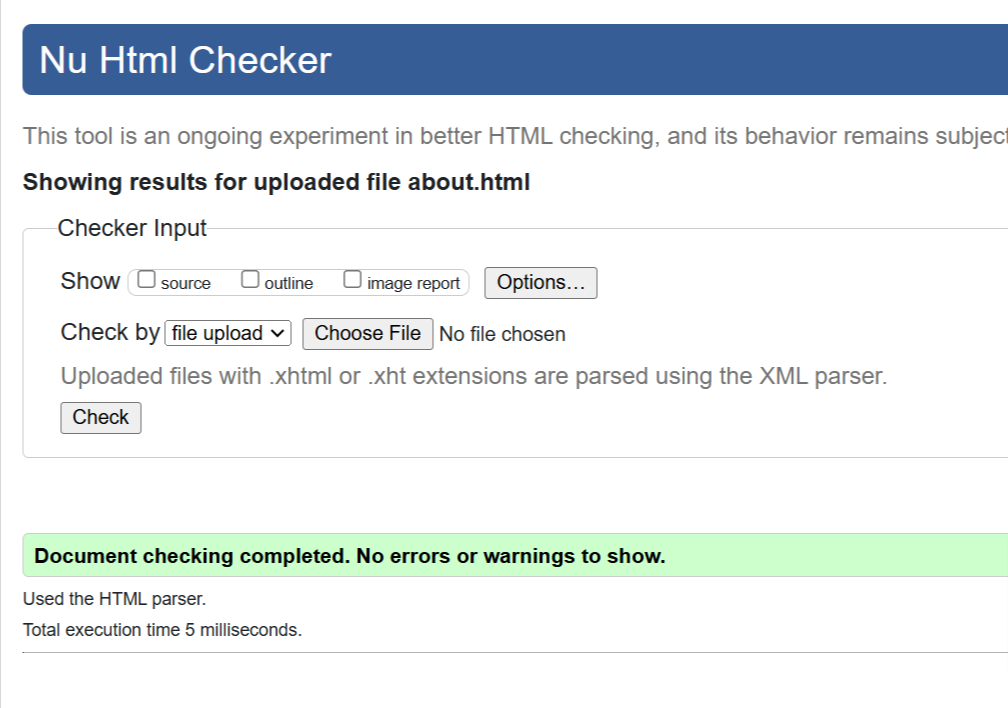 Nu Html Checker
This tool is an ongoing experiment in better HTML checking, and its behavior remains subject
Showing results for uploaded file about.html
Checker Input
Show source outline image report Options...
Check by file upload Choose File No file chosen
Uploaded files with .xhtml or .xht extensions are parsed using the XML parser.
Check
Document checking completed. No errors or warnings to show.
Used the HTML parser.
Total execution time 5 milliseconds.